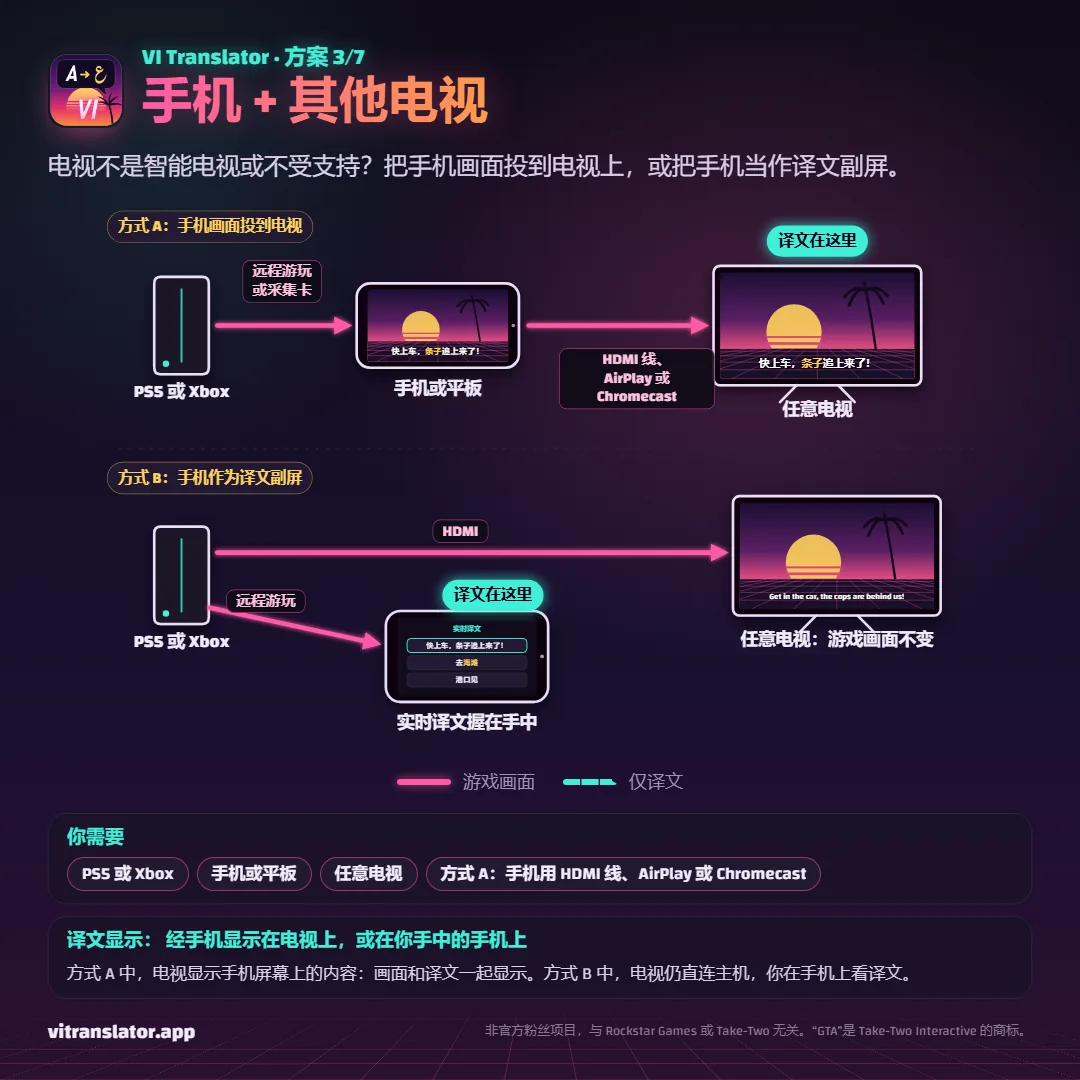 A→ع
VI
VI Translator · 方案 3/7
手机 + 其他电视
电视不是智能电视或不受支持？把手机画面投到电视上，或把手机当作译文副屏。
方式 A：手机画面投到电视
远程游玩
或采集卡
译文在这里
快上车，条子追上来了！
快上车，条子追上来了！
HDMI 线、
AirPlay 或
Chromecast
PS5 或 Xbox
手机或平板
任意电视
方式 B：手机作为译文副屏
HDMI
远程游玩
译文在这里
Get in the car, the cops are behind us!
实时译文
快上车，条子追上来了！
去海滩
港口见
PS5 或 Xbox
任意电视：游戏画面不变
实时译文握在手中
游戏画面
仅译文
你需要
PS5 或 Xbox
手机或平板
任意电视
方式 A：手机用 HDMI 线、AirPlay 或 Chromecast
译文显示： 经手机显示在电视上，或在你手中的手机上
方式 A 中，电视显示手机屏幕上的内容：画面和译文一起显示。方式 B 中，电视仍直连主机，你在手机上看译文。
vitranslator.app
非官方粉丝项目，与 Rockstar Games 或 Take-Two 无关。“GTA”是 Take-Two Interactive 的商标。